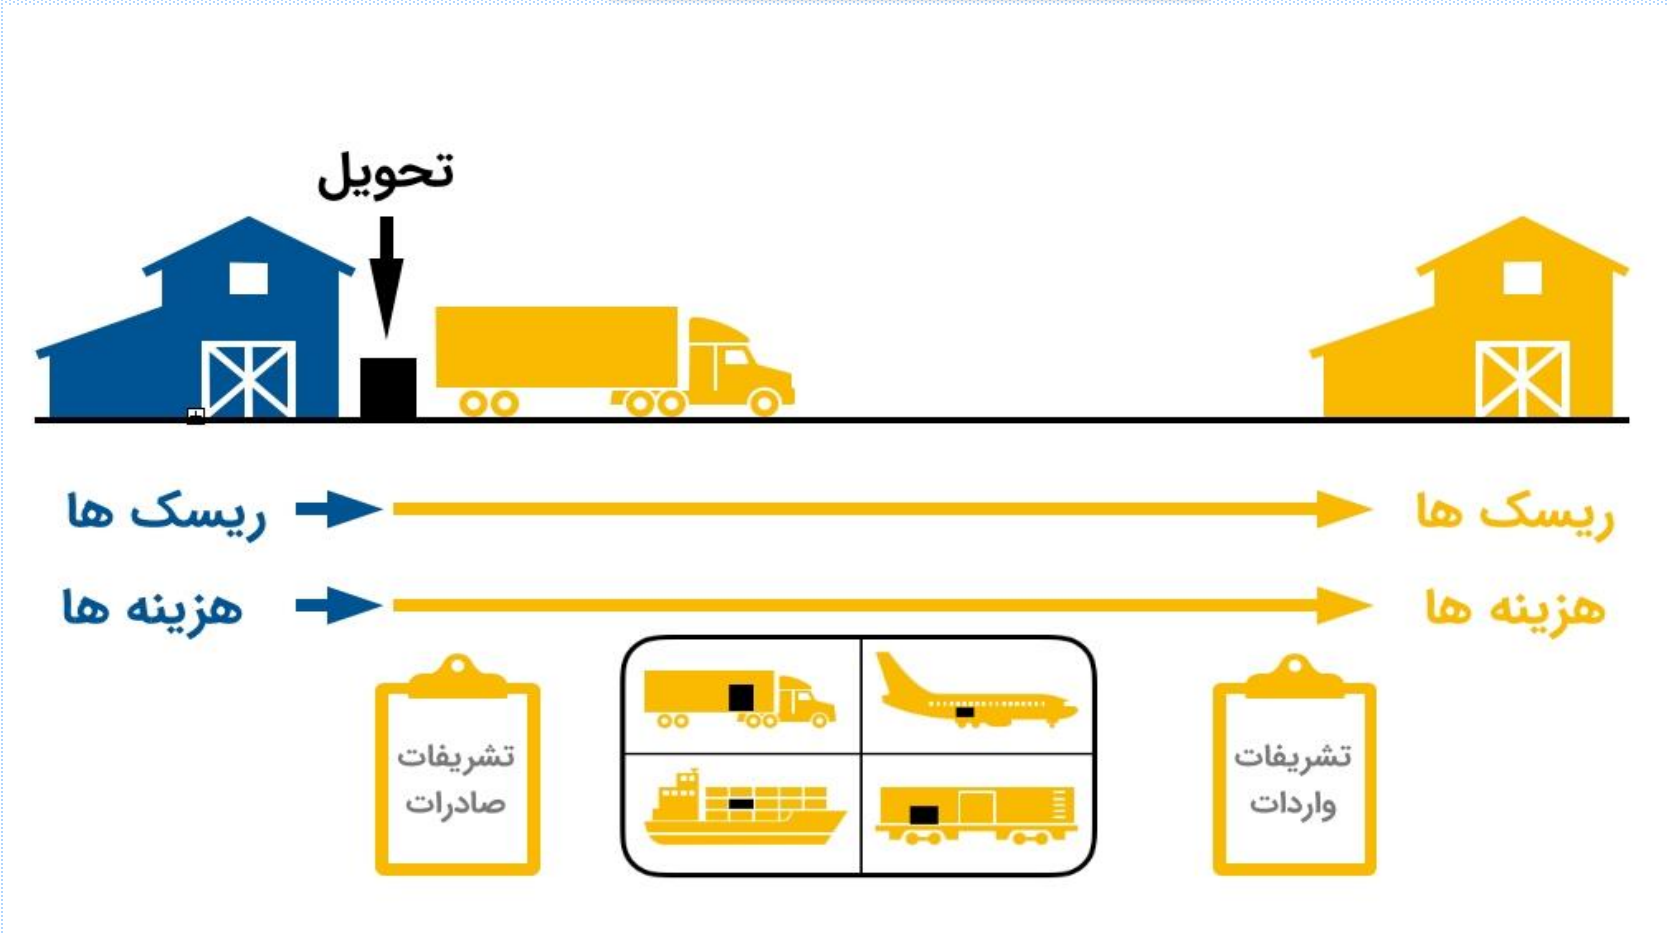 تحویل
ریسک ها
ریسک ها
هزینه ها
هزینه ها
تشریفات
صادرات
تشریفات
واردات